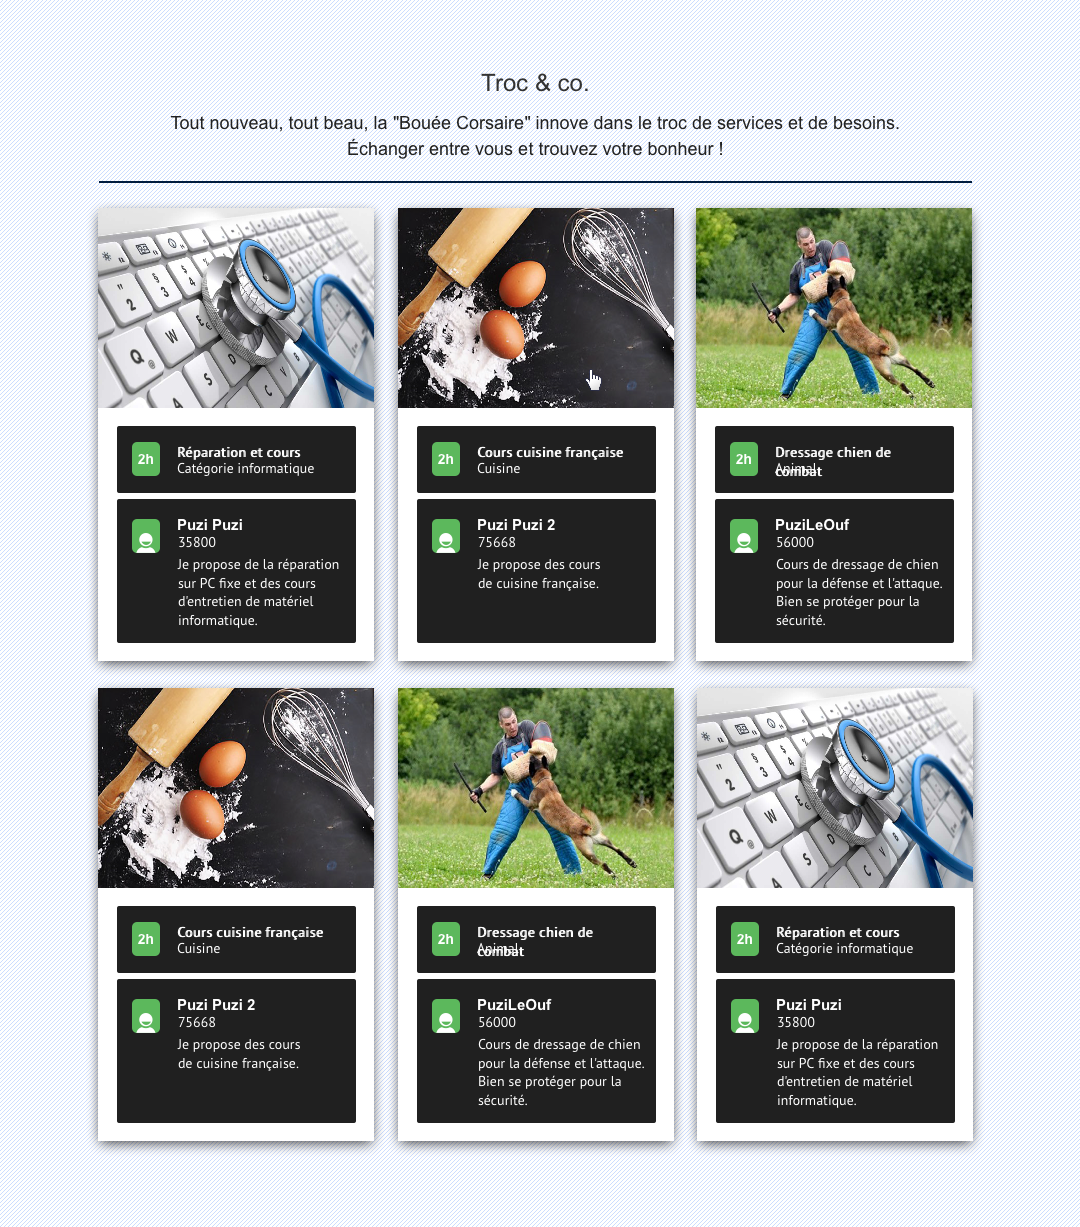 Troc & co.
Tout nouveau, tout beau, la "Bouée Corsaire" innove dans le troc de services et de besoins.
Échanger entre vous et trouvez votre bonheur !
2h
Réparation et cours
Catégorie informatique
Puzi Puzi
35800
Je propose de la réparation
sur PC fixe et des cours
d'entretien de matériel
informatique.
2h
Cours cuisine française
Cuisine
Puzi Puzi 2
75668
Je propose des cours
de cuisine française.
2h
Dressage chien de
combat
Animal
PuziLeOuf
56000
Cours de dressage de chien
pour la défense et l'attaque.
Bien se protéger pour la
sécurité.
2h
Cours cuisine française
Cuisine
Puzi Puzi 2
75668
Je propose des cours
de cuisine française.
2h
Dressage chien de
combat
Animal
PuziLeOuf
56000
Cours de dressage de chien
pour la défense et l'attaque.
Bien se protéger pour la
sécurité.
2h
Réparation et cours
Catégorie informatique
Puzi Puzi
35800
Je propose de la réparation
sur PC fixe et des cours
d'entretien de matériel
informatique.